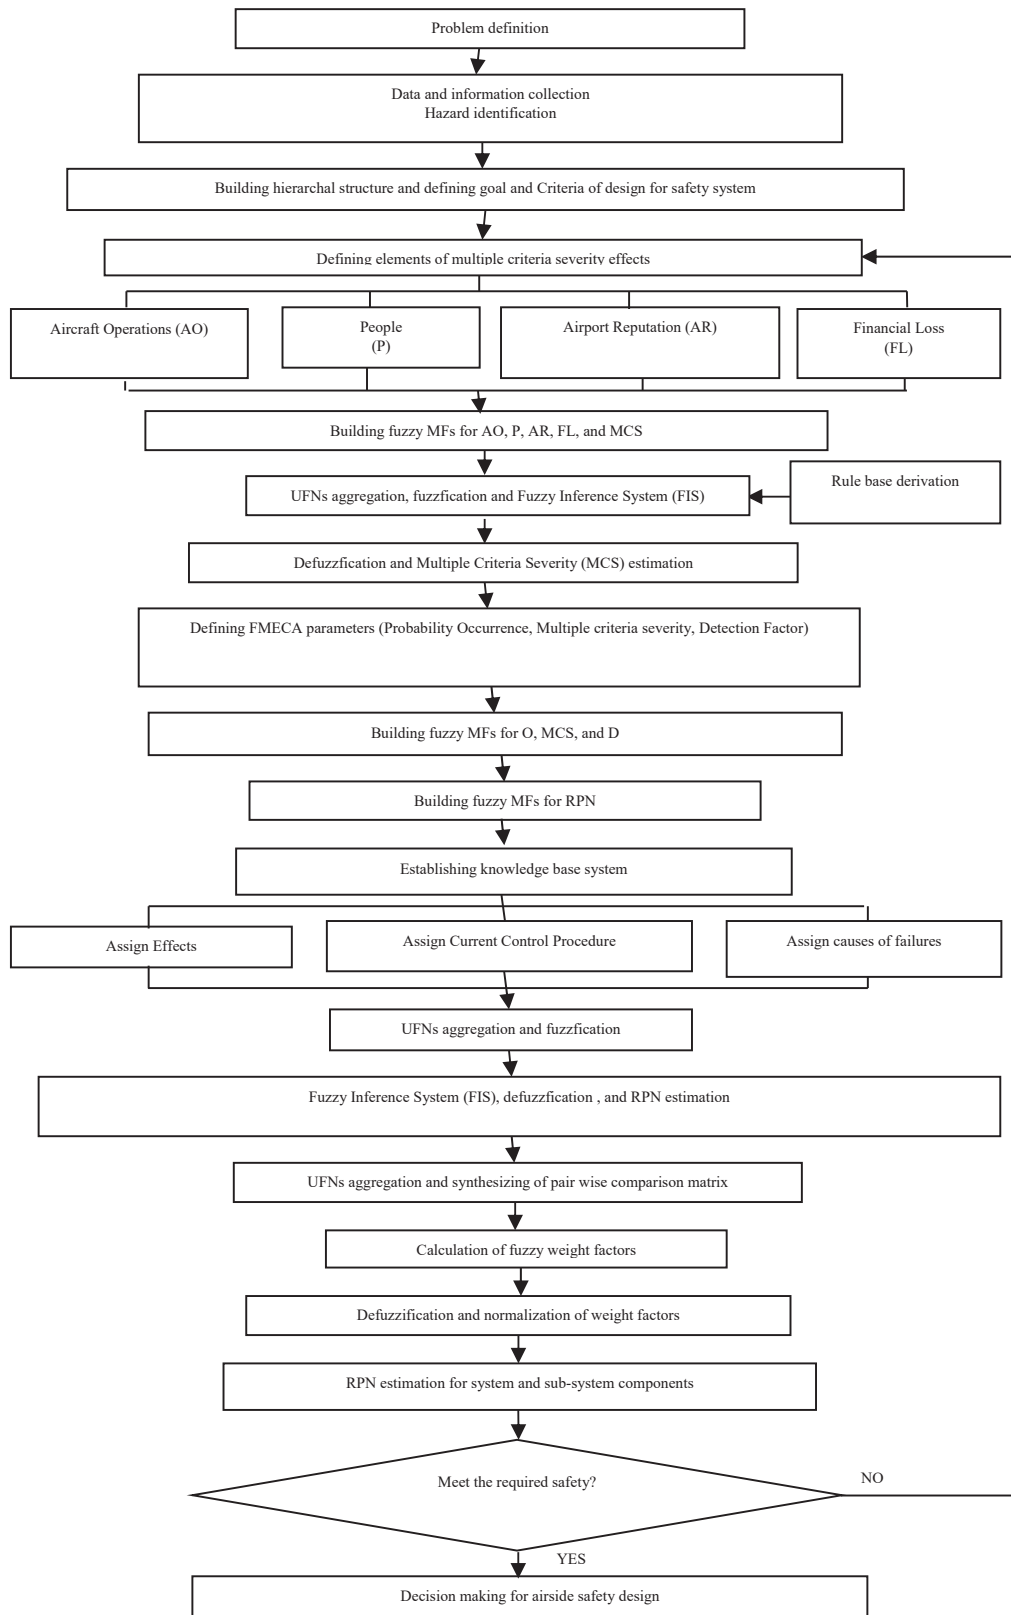 Problem definition
Data and information collection
Hazard identification
Building hierarchal structure and defining goal and Criteria of design for safety system
Defining elements of multiple criteria severity effects
Aircraft Operations (AO)
People
(P)
Airport Reputation (AR)
Financial Loss
(FL)
Building fuzzy MFs for AO, P, AR, FL, and MCS
UFNs aggregation, fuzzfication and Fuzzy Inference System (FIS)
Rule base derivation
Defuzzfication and Multiple Criteria Severity (MCS) estimation
Defining FMECA parameters (Probability Occurrence, Multiple criteria severity, Detection Factor)
Building fuzzy MFs for O, MCS, and D
Building fuzzy MFs for RPN
Establishing knowledge base system
Assign Effects
Assign Current Control Procedure
Assign causes of failures
UFNs aggregation and fuzzfication
Fuzzy Inference System (FIS), defuzzfication , and RPN estimation
UFNs aggregation and synthesizing of pair wise comparison matrix
Calculation of fuzzy weight factors
Defuzzification and normalization of weight factors
RPN estimation for system and sub-system components
Meet the required safety?
NO
YES
Decision making for airside safety design